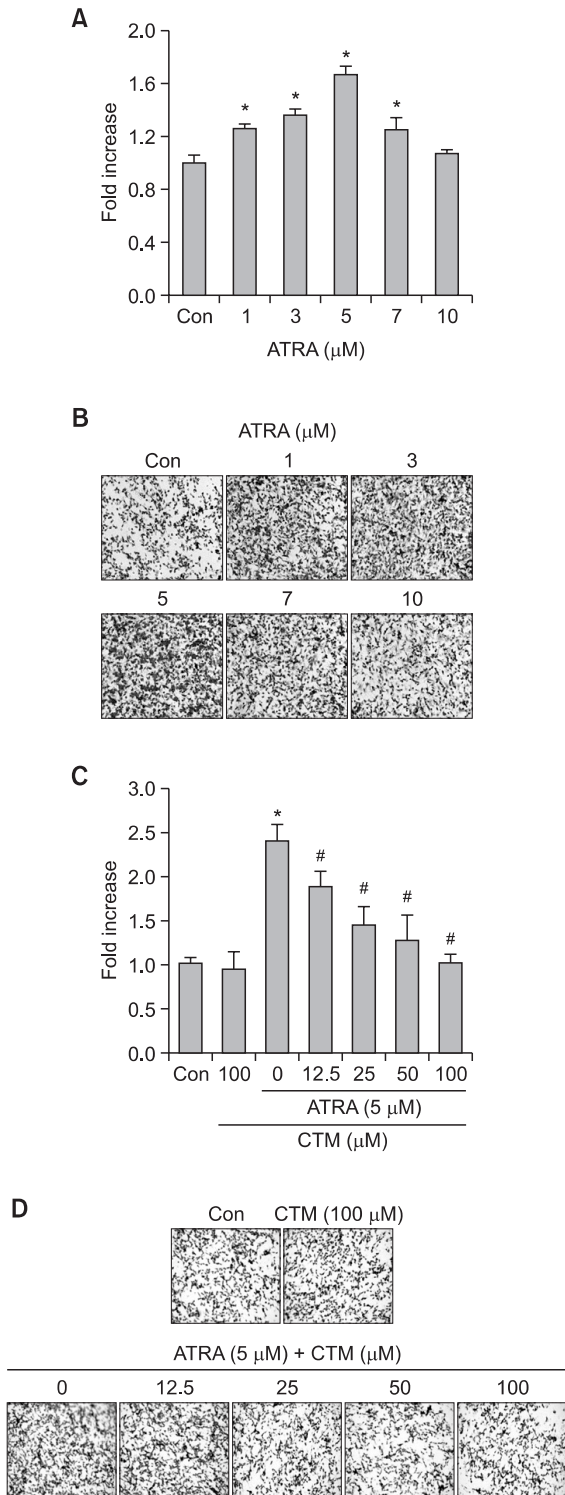 A
2.0
*
1.6
*
*
*
1.2
0.8
0.4
0.0
Fold increase
Con 1 3 5 7 10
ATRA (μM)
B
ATRA (μM)
Con 1 3
5 7 10
C
3.0
2.5
*
#
2.0
#
#
1.5
#
1.0
0.5
0.0
Fold increase
Con 100 0 12.5 25 50 100
ATRA (5 μM)
CTM (μM)
D
Con CTM (100 μM)
ATRA (5 μM) + CTM (μM)
0 12.5 25 50 100